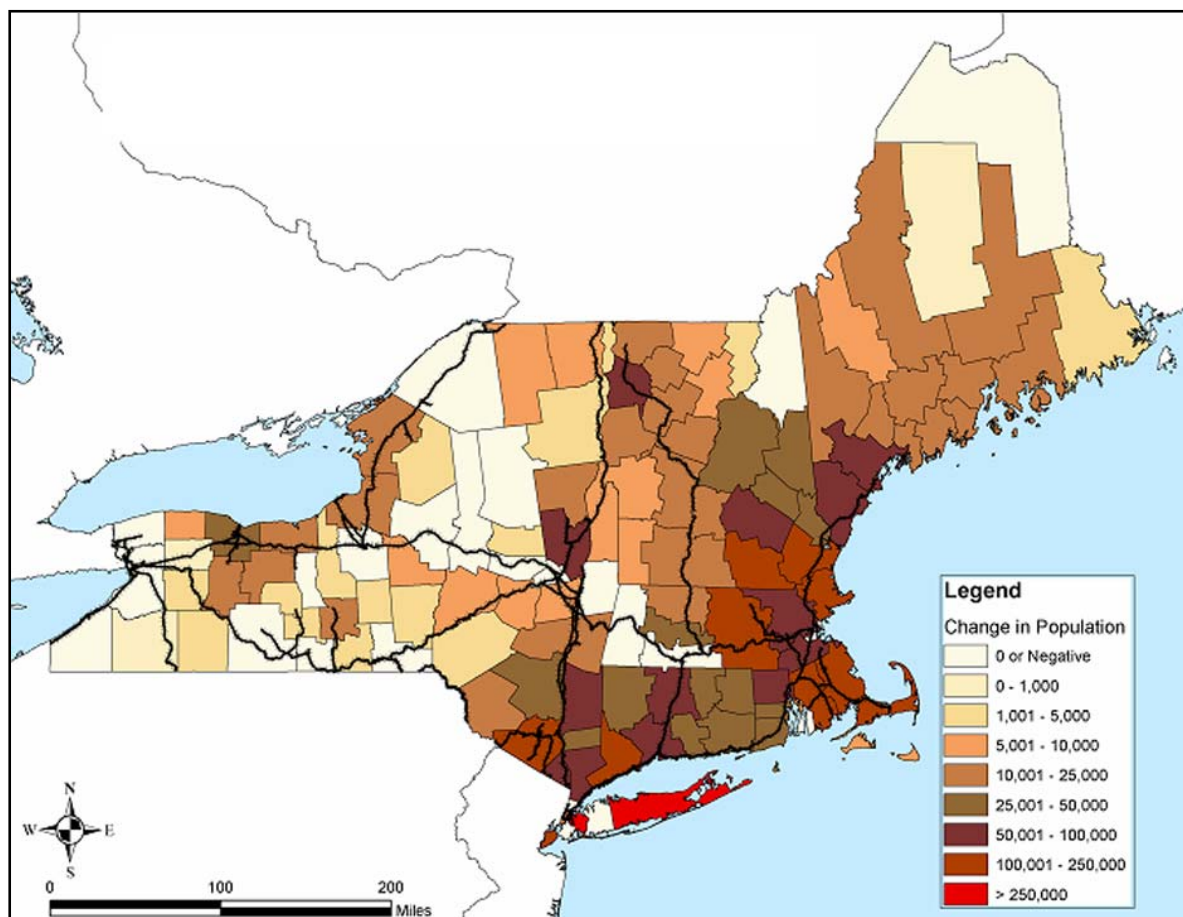 Legend
Change in Population
0 or Negative
0 - 1,000
1,001 - 5,000
5,001 - 10,000
10,001 - 25,000
25,001 - 50,000
50,001 - 100,000
100,001 - 250,000
> 250,000
N
W E
S
0 100 200
Miles